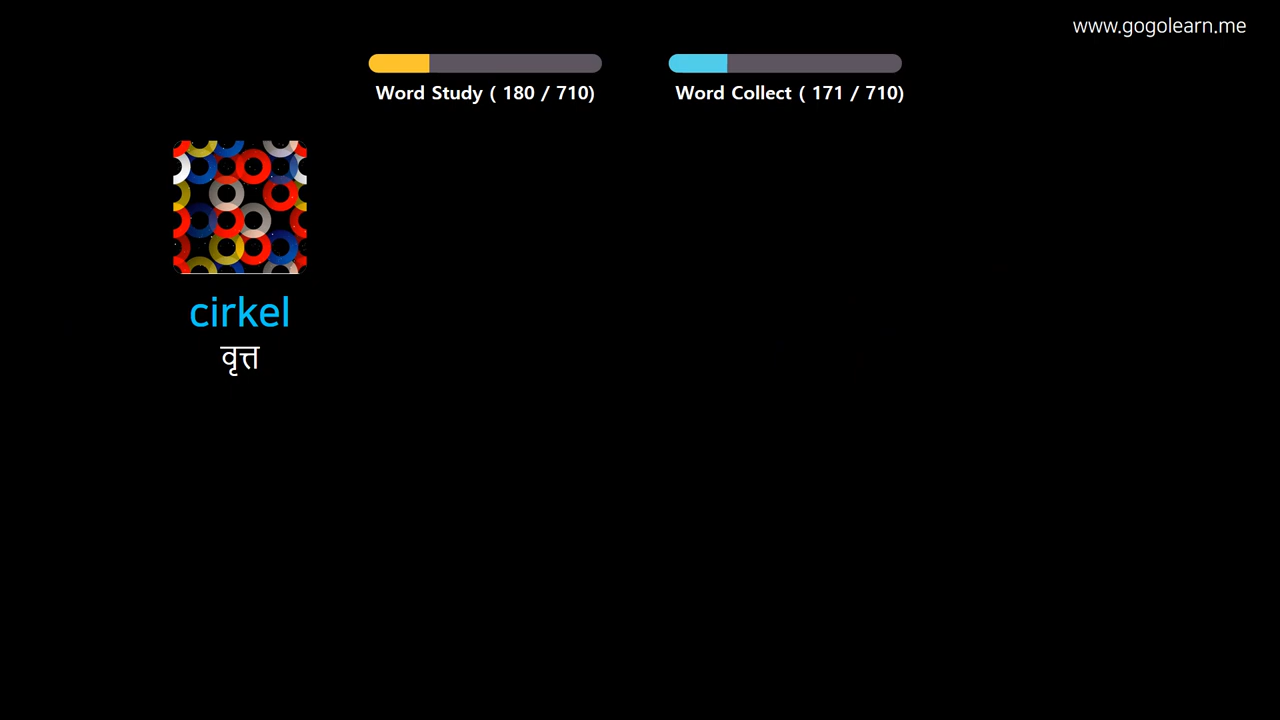 www.gogolearn.me
Word Study ( 180 / 710)
Word Collect ( 171 / 710)
cirkel
वृत्त